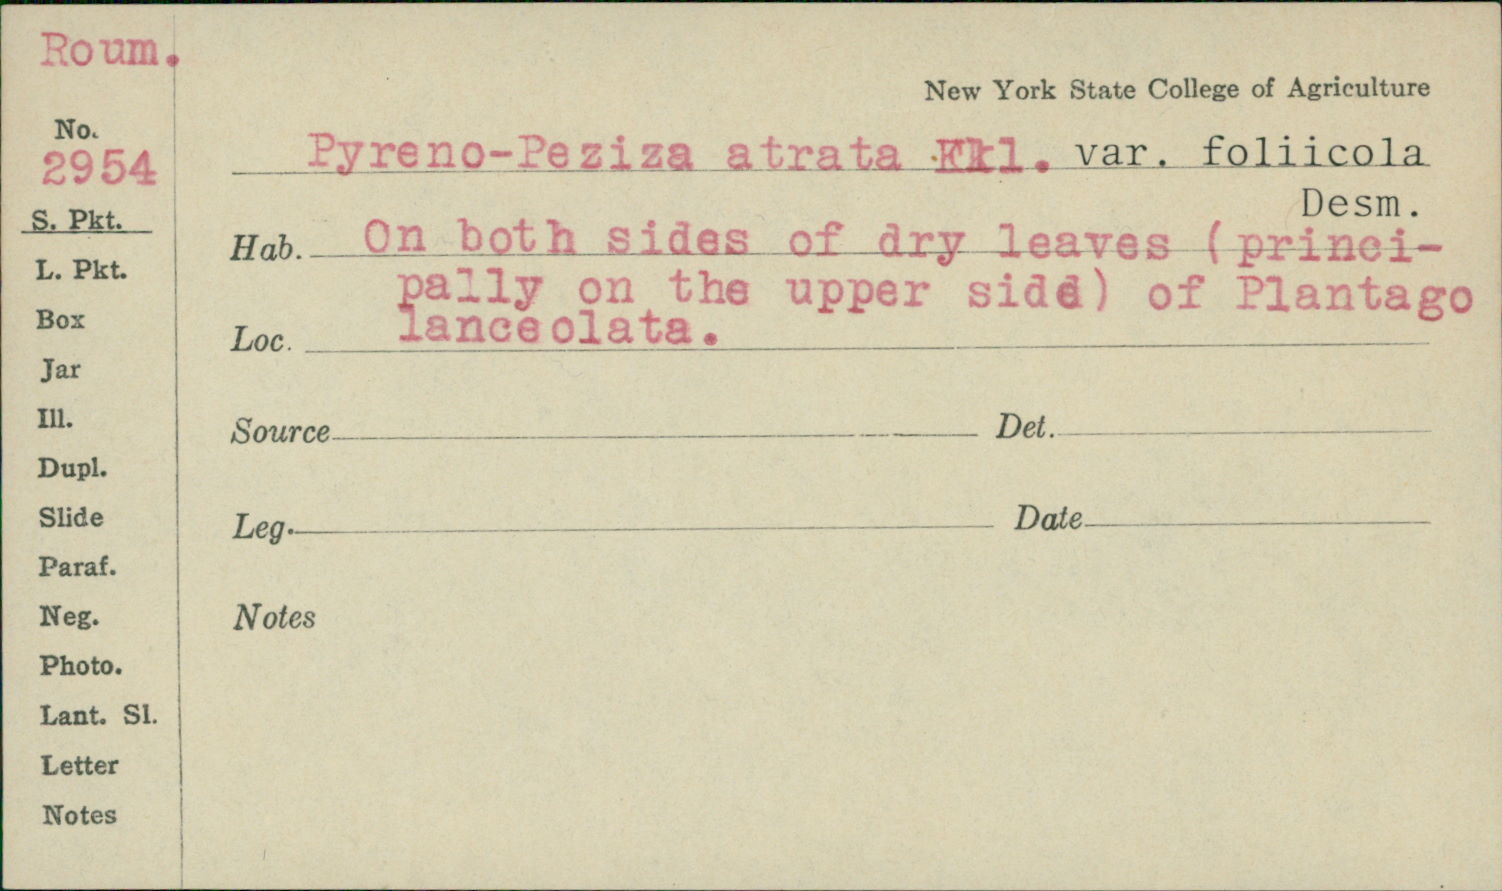 Roum.
New York State College of Agriculture
No.
2954
Pyreno-Peziza atrata Fkl. var. foliicola
Desm.
S. Pkt.
Hab. On both sides of dry leaves (princi-
pally on the upper side) of Plantago
lanceolata.
L. Pkt.
Box
Loc.
Jar
Ill.
Source Det.
Dupl.
Slide
Leg. Date
Paraf.
Neg.
Notes
Photo.
Lant. Sl.
Letter
Notes